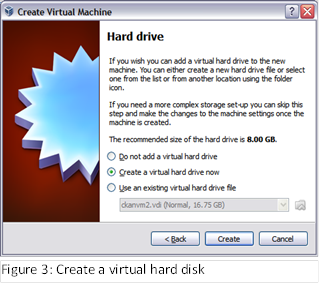 Create Virtual Machine
Hard drive
If you wish you can add a virtual hard drive to the new
machine. You can either create a new hard drive file or select
one from the list or from another location using the folder
icon.
If you need a more complex storage set-up you can skip this
step and make the changes to the machine settings once the
machine is created.
The recommended size of the hard drive is 8.00 GB.
Do not add a virtual hard drive
Create a virtual hard drive now
Use an existing virtual hard drive file
ckanvm2.vdi (Normal, 16.75 GB)
< Back
Create
Cancel
Figure 3: Create a virtual hard disk